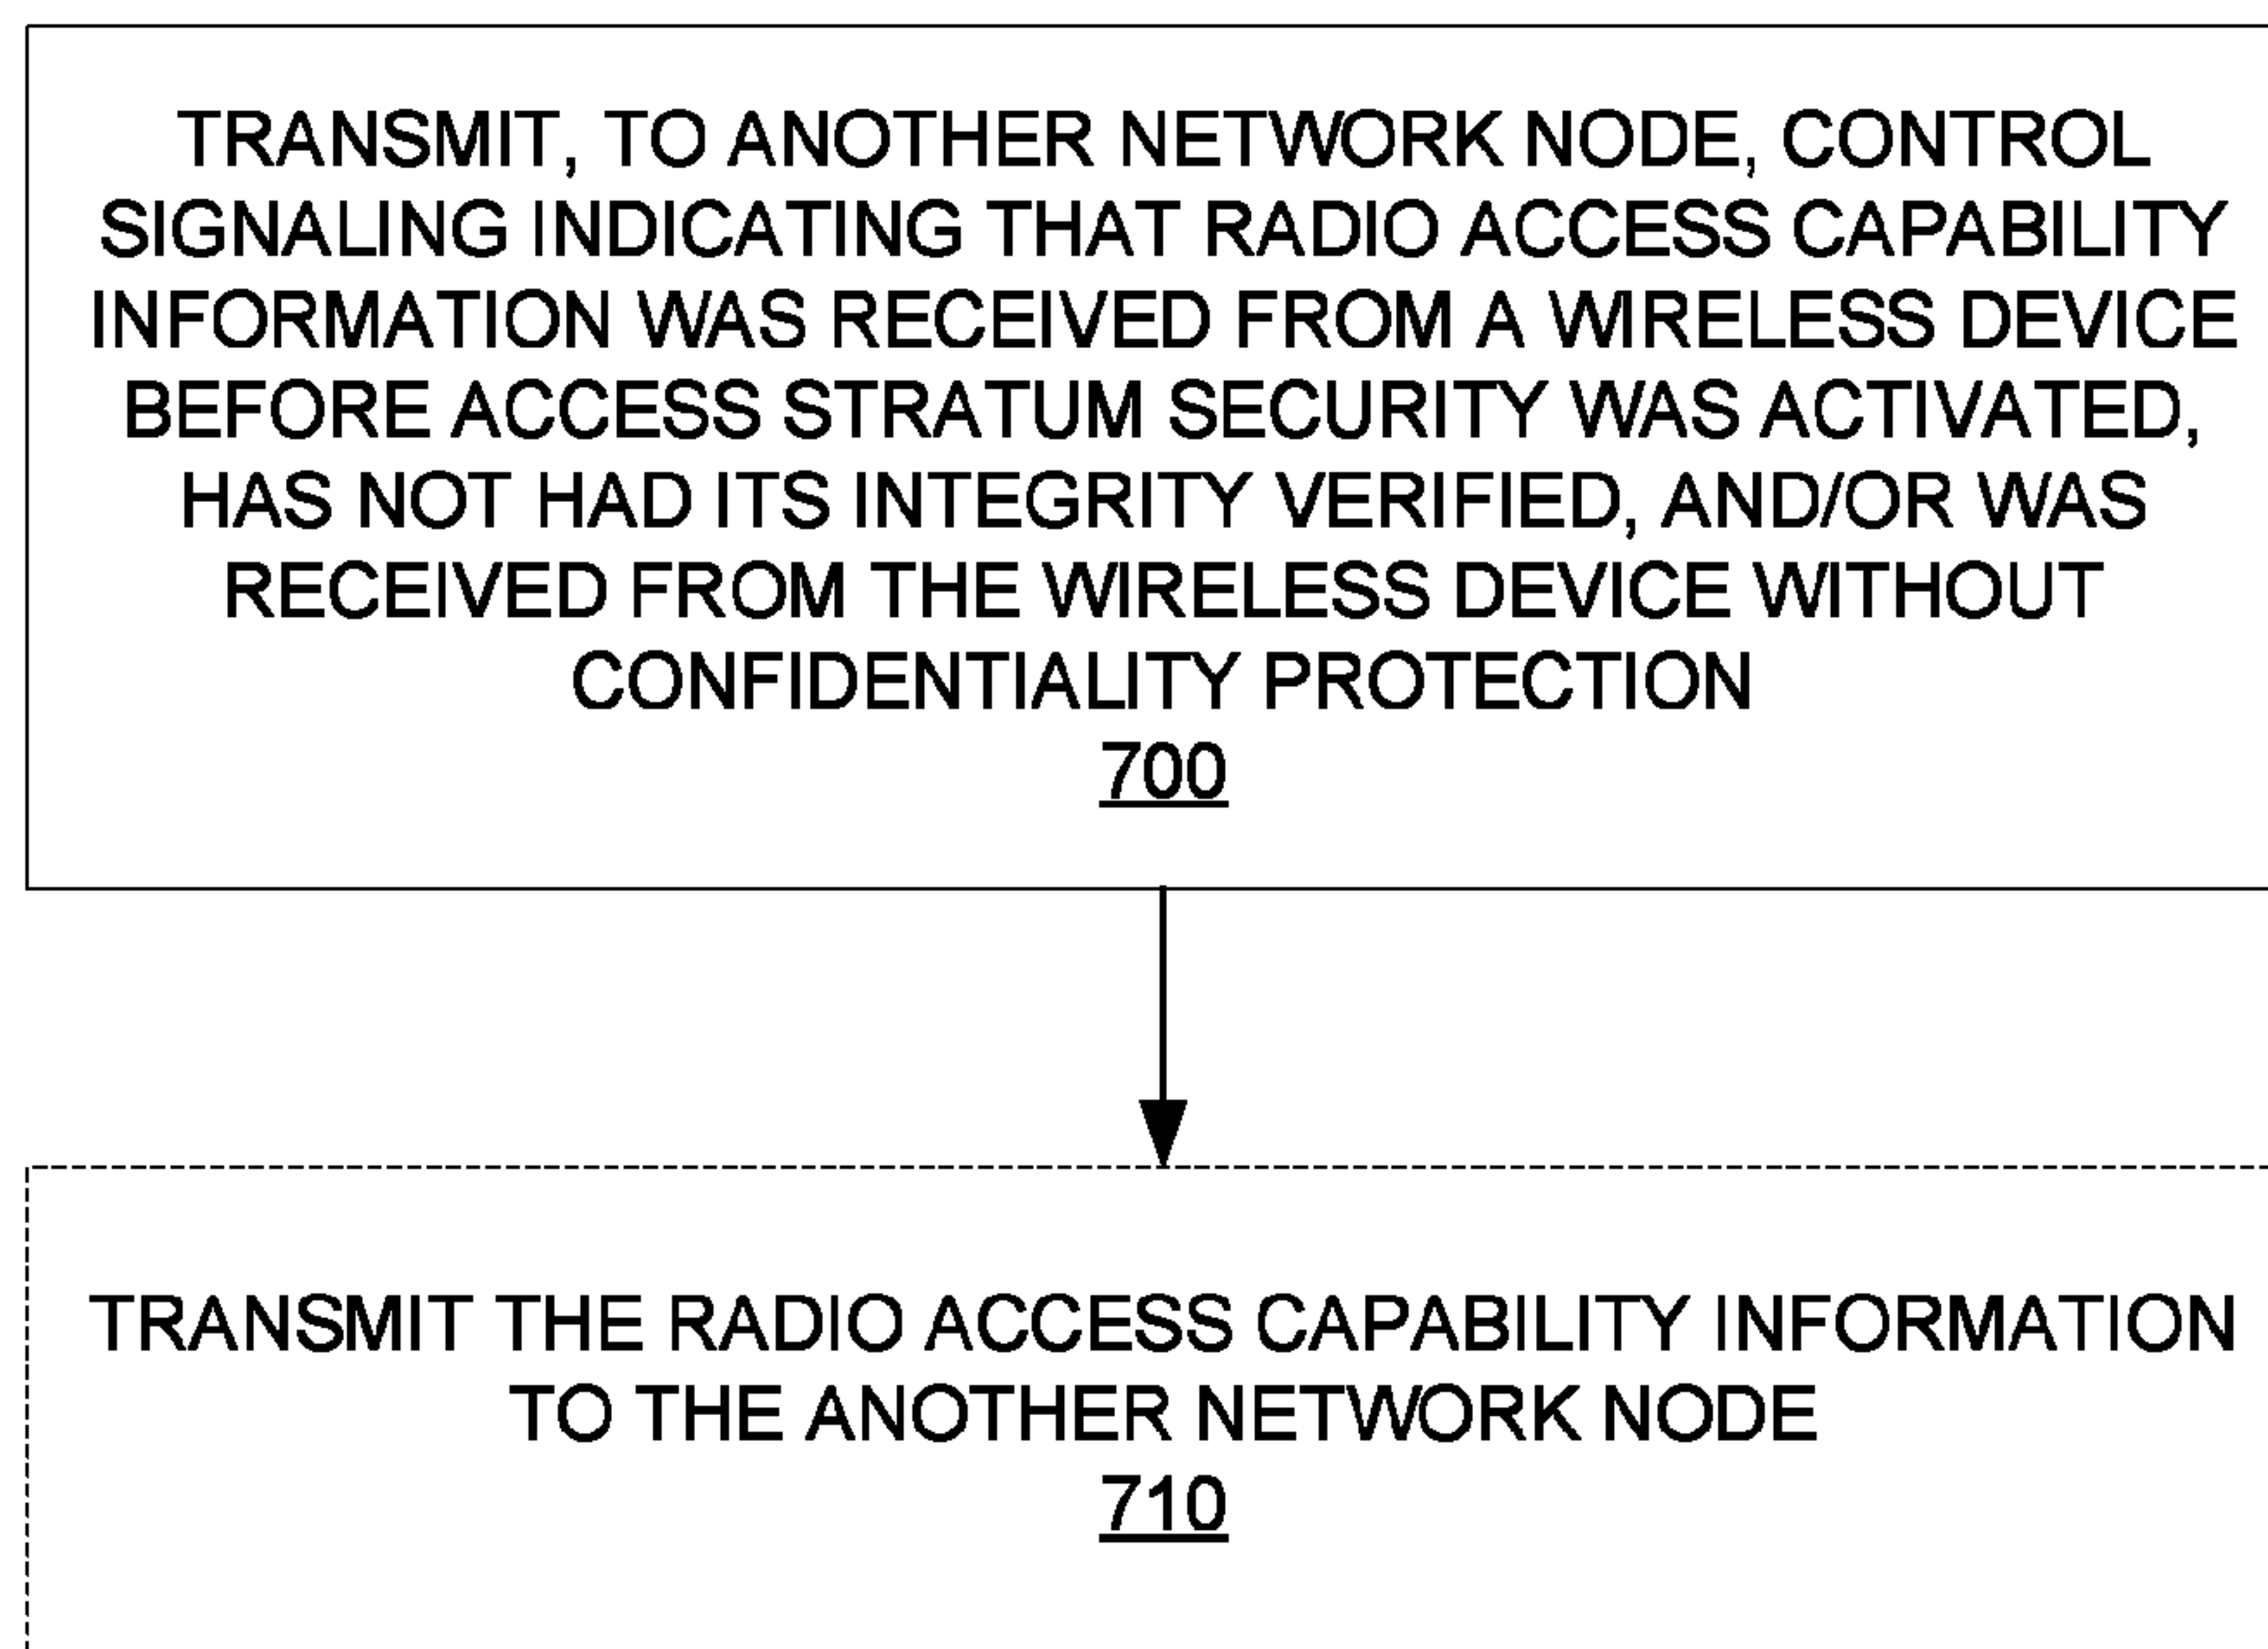 TRANSMIT, TO ANOTHER NETWORK NODE, CONTROL
SIGNALING INDICATING THAT RADIO ACCESS CAPABILITY
INFORMATION WAS RECEIVED FROM A WIRELESS DEVICE
BEFORE ACCESS STRATUM SECURITY WAS ACTIVATED,
HAS NOT HAD ITS INTEGRITY VERIFIED, AND/OR WAS
RECEIVED FROM THE WIRELESS DEVICE WITHOUT
CONFIDENTIALITY PROTECTION
700
TRANSMIT THE RADIO ACCESS CAPABILITY INFORMATION
TO THE ANOTHER NETWORK NODE
710